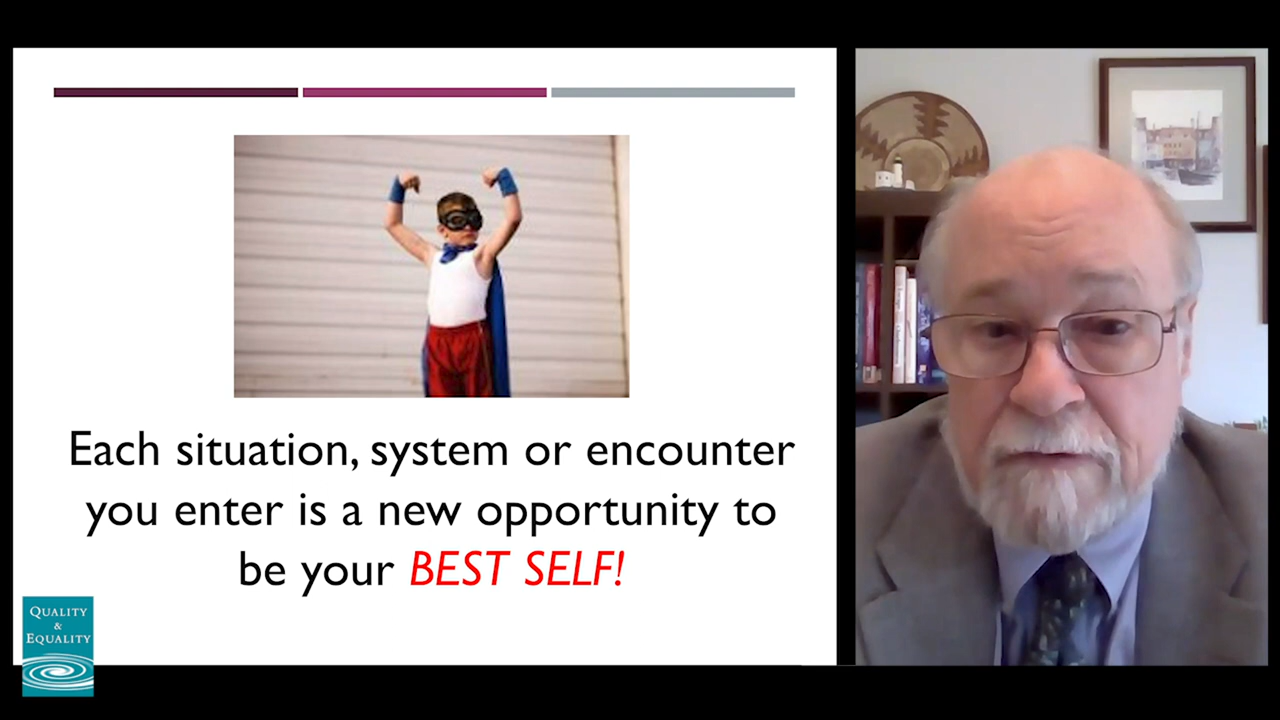 Each situation, system or encounter
you enter is a new opportunity to
be your BEST SELF!
QUALITY
&
EQUALITY